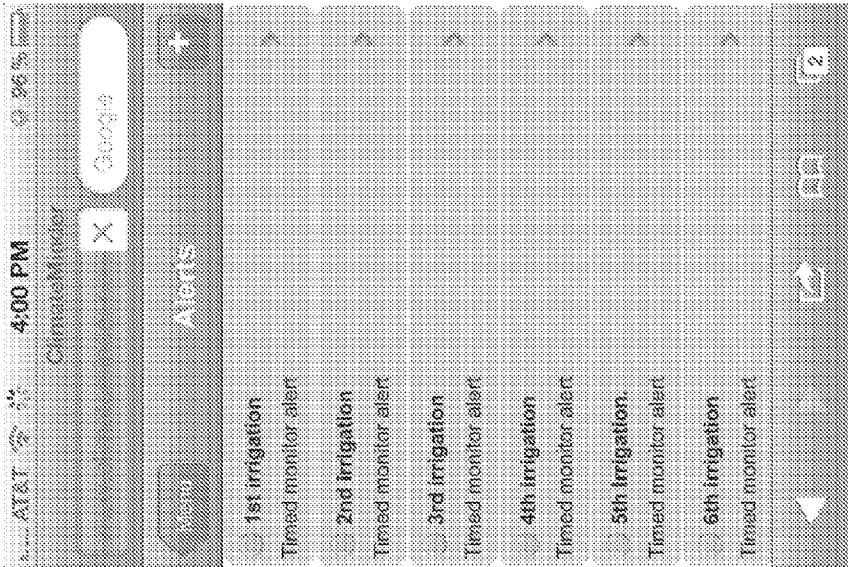 AT&T 4:00 PM 96 %
ClimateMinder
Google
Menu Alerts +
1st irrigation
Timed monitor alert
2nd irrigation
Timed monitor alert
3rd irrigation
Timed monitor alert
4th irrigation
Timed monitor alert
5th irrigation.
Timed monitor alert
6th irrigation
Timed monitor alert
2